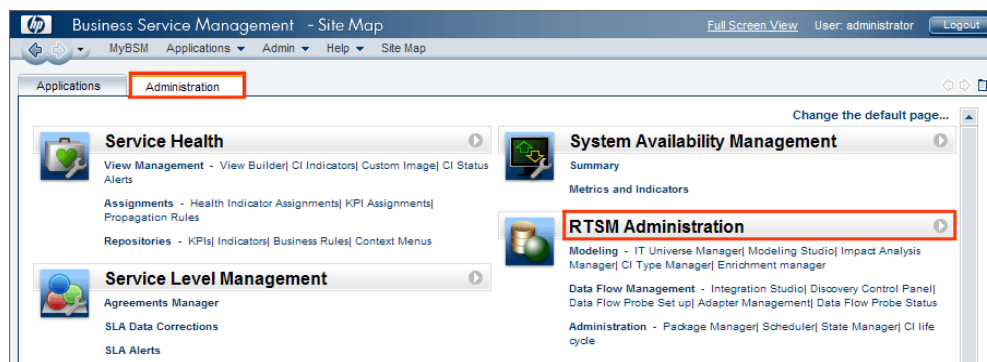 hp Business Service Management - Site Map Full Screen View User: administrator Logout
MyBSM Applications Admin Help Site Map
Applications Administration
Change the default page...
Service Health
View Management - View Builder| CI Indicators| Custom Image| CI Status
Alerts
Assignments - Health Indicator Assignments| KPI Assignments|
Propagation Rules
Repositories - KPIs| Indicators| Business Rules| Context Menus
Service Level Management
Agreements Manager
SLA Data Corrections
SLA Alerts
System Availability Management
Summary
Metrics and Indicators
RTSM Administration
Modeling - IT Universe Manager| Modeling Studio| Impact Analysis
Manager| CI Type Manager| Enrichment manager
Data Flow Management - Integration Studio| Discovery Control Panel|
Data Flow Probe Set up| Adapter Management| Data Flow Probe Status
Administration - Package Manager| Scheduler| State Manager| CI life
cycle